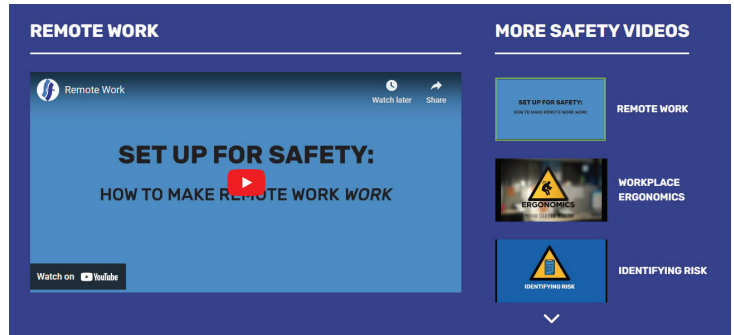 REMOTE WORK
Remote Work
Watch later
Share
SET UP FOR SAFETY:
HOW TO MAKE REMOTE WORK WORK
Watch on YouTube
MORE SAFETY VIDEOS
SET UP FOR SAFETY:
HOW TO MAKE REMOTE WORK WORK
REMOTE WORK
ERGONOMICS
WORKPLACE
ERGONOMICS
IDENTIFYING RISK
IDENTIFYING RISK